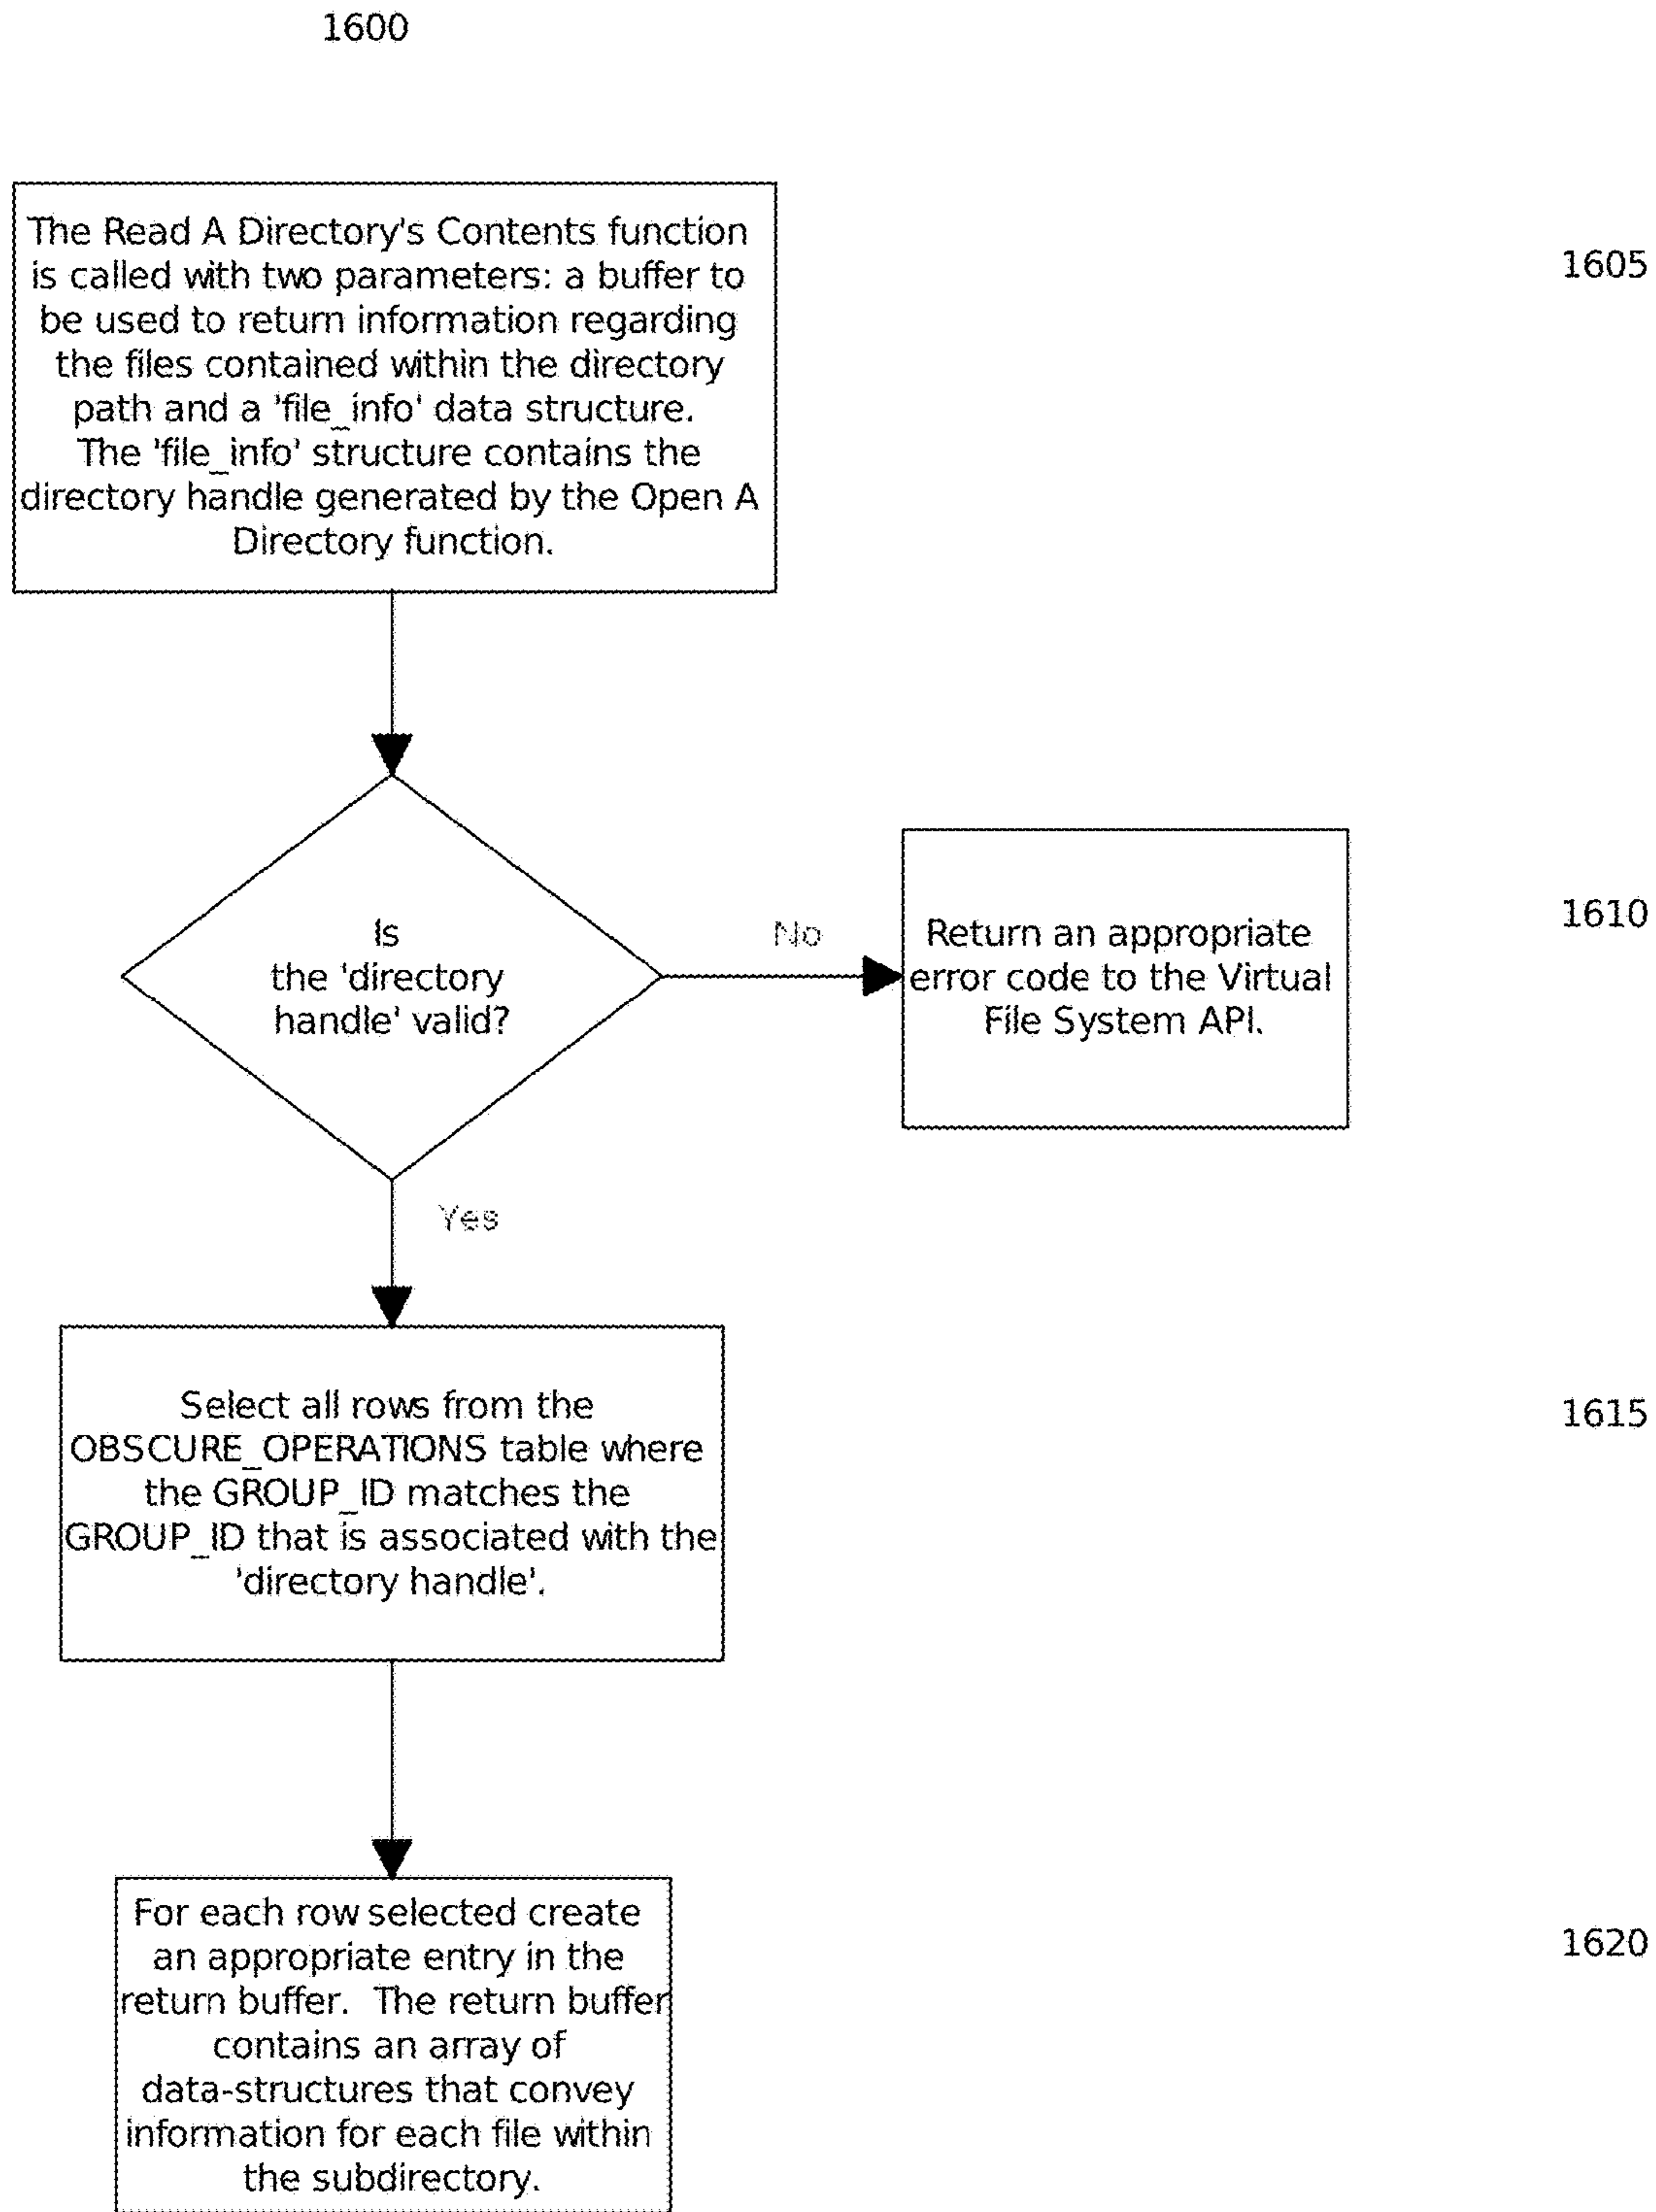 1600
The Read A Directory's Contents function
is called with two parameters: a buffer to
be used to return information regarding
the files contained within the directory
path and a 'file_info' data structure.
The 'file_info' structure contains the
directory handle generated by the Open A
Directory function.
1605
Is
the 'directory
handle' valid?
No
Return an appropriate
error code to the Virtual
File System API.
1610
Yes
Select all rows from the
OBSCURE_OPERATIONS table where
the GROUP_ID matches the
GROUP_ID that is associated with the
'directory handle'.
1615
For each row selected create
an appropriate entry in the
return buffer.  The return buffer
contains an array of
data-structures that convey
information for each file within
the subdirectory.
1620